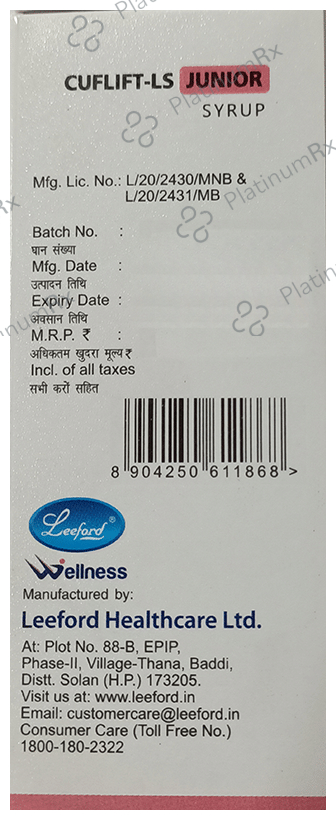 CUFLIFT-LS JUNIOR
SYRUP
Mfg. Lic. No.: L/20/2430/MNB &
L/20/2431/MB
Batch No. :
घान संख्या
Mfg. Date :
उत्पादन तिथि
Expiry Date :
अवसान तिथि
M.R.P. ₹ :
अधिकतम खुदरा मूल्य ₹
Incl. of all taxes
सभी करों सहित
8 904250 611868 >
Leeford®
Wellness
Manufactured by:
Leeford Healthcare Ltd.
At: Plot No. 88-B, EPIP,
Phase-II, Village-Thana, Baddi,
Distt. Solan (H.P.) 173205.
Visit us at: www.leeford.in
Email: customercare@leeford.in
Consumer Care (Toll Free No.)
1800-180-2322
PlatinumRx
PlatinumRx
PlatinumRx